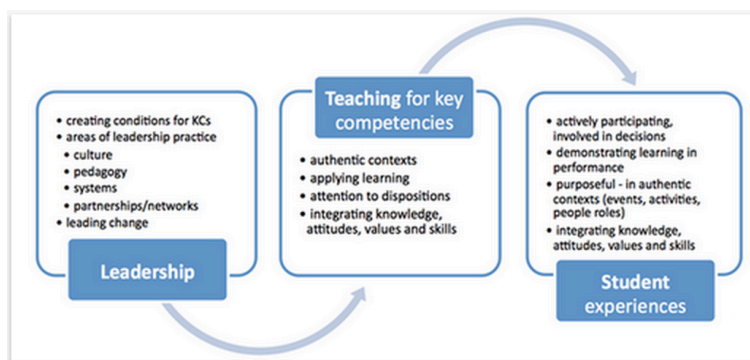 • creating conditions for KCs
• areas of leadership practice
• culture
• pedagogy
• systems
• partnerships/networks
• leading change
Leadership
Teaching for key
competencies
• authentic contexts
• applying learning
• attention to dispositions
• integrating knowledge,
attitudes, values and skills
• actively participating,
involved in decisions
• demonstrating learning in
performance
• purposeful - in authentic
contexts (events, activities,
people roles)
• integrating knowledge,
attitudes, values and skills
Student
experiences